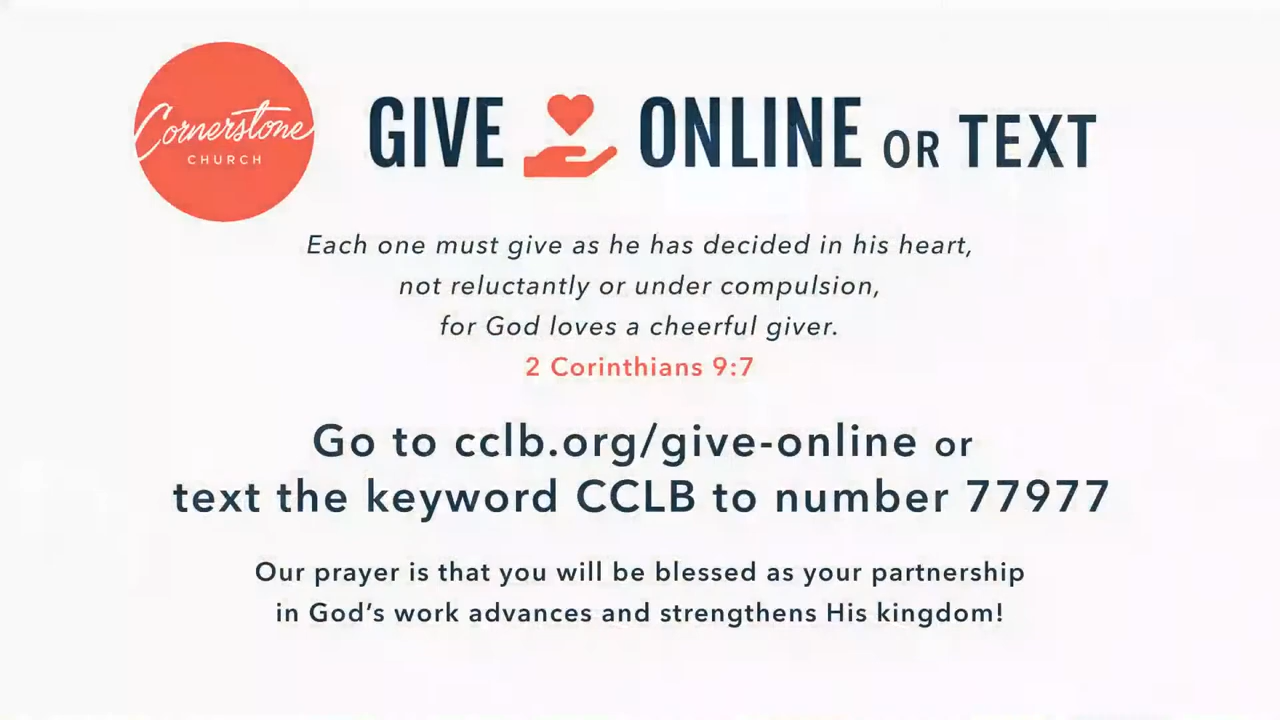 Cornerstone
CHURCH
GIVE ONLINE OR TEXT
Each one must give as he has decided in his heart,
not reluctantly or under compulsion,
for God loves a cheerful giver.
2 Corinthians 9:7
Go to cclb.org/give-online or
text the keyword CCLB to number 77977
Our prayer is that you will be blessed as your partnership
in God’s work advances and strengthens His kingdom!